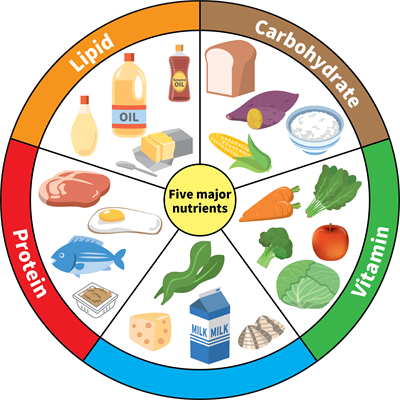 Lipid
Carbohydrate
OIL
OIL
Five major
nutrients
Protein
Vitamin
MILK MILK